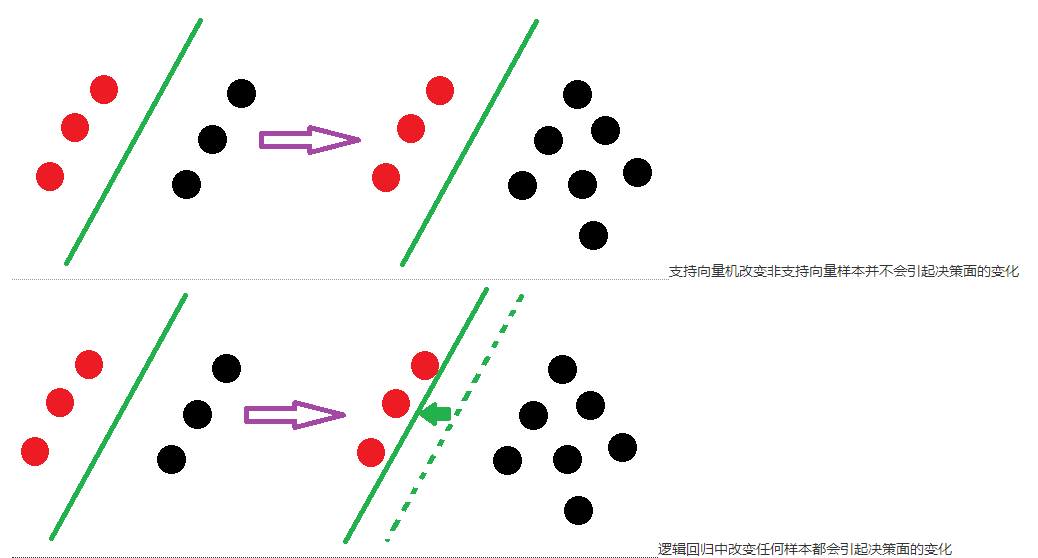 支持向量机改变非支持向量样本并不会引起决策面的变化
逻辑回归中改变任何样本都会引起决策面的变化